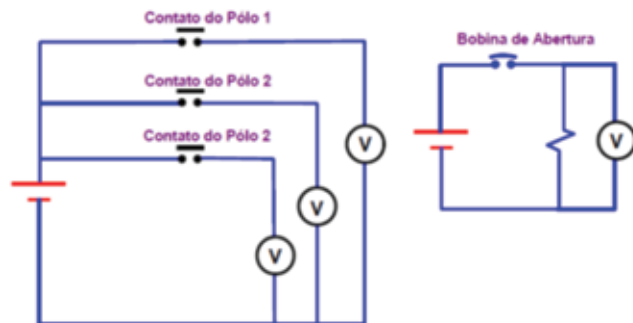 Contato do Pólo 1
Contato do Pólo 2
Contato do Pólo 2
V
V
V
Bobina de Abertura
V